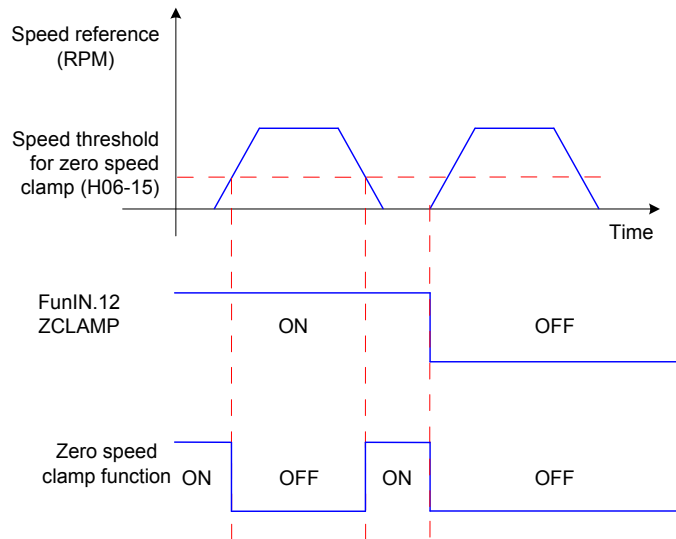 Speed reference
(RPM)
Speed threshold
for zero speed
clamp (H06-15)
Time
FunIN.12
ZCLAMP
ON
OFF
Zero speed
clamp function
ON
OFF
ON
OFF